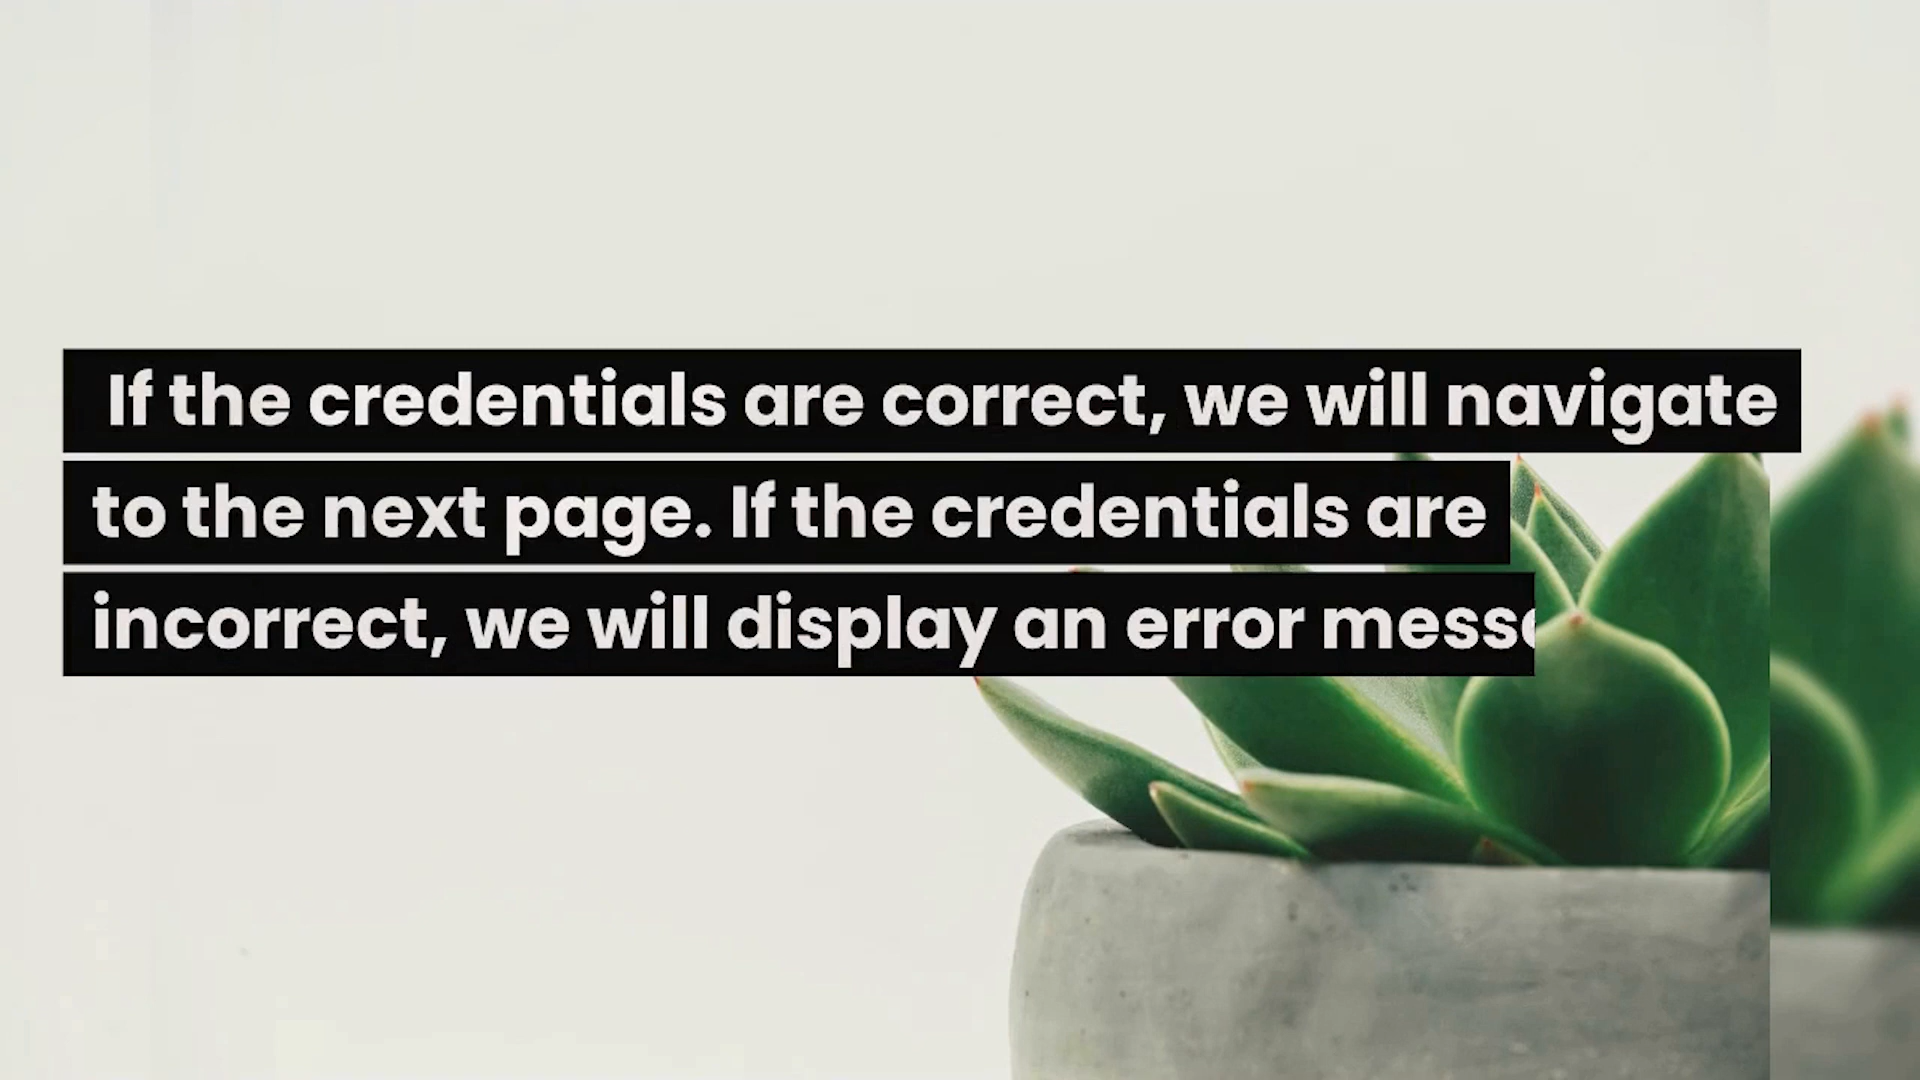 If the credentials are correct, we will navigate
to the next page. If the credentials are
incorrect, we will display an error